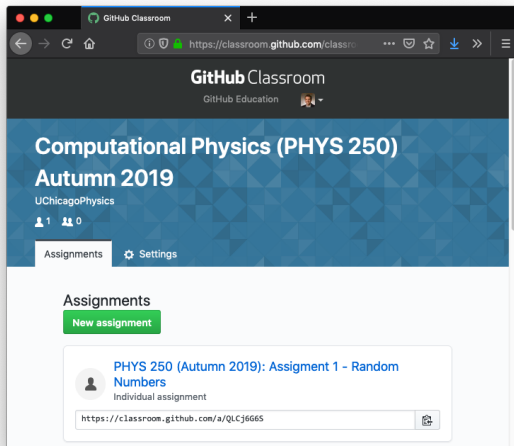 GitHub Classroom
https://classroom.github.com/classro
GitHub Classroom
GitHub Education
Computational Physics (PHYS 250)
Autumn 2019
UChicagoPhysics
1 0
Assignments Settings
Assignments
New assignment
PHYS 250 (Autumn 2019): Assigment 1 - Random
Numbers
Individual assignment
https://classroom.github.com/a/QLCj6G6S